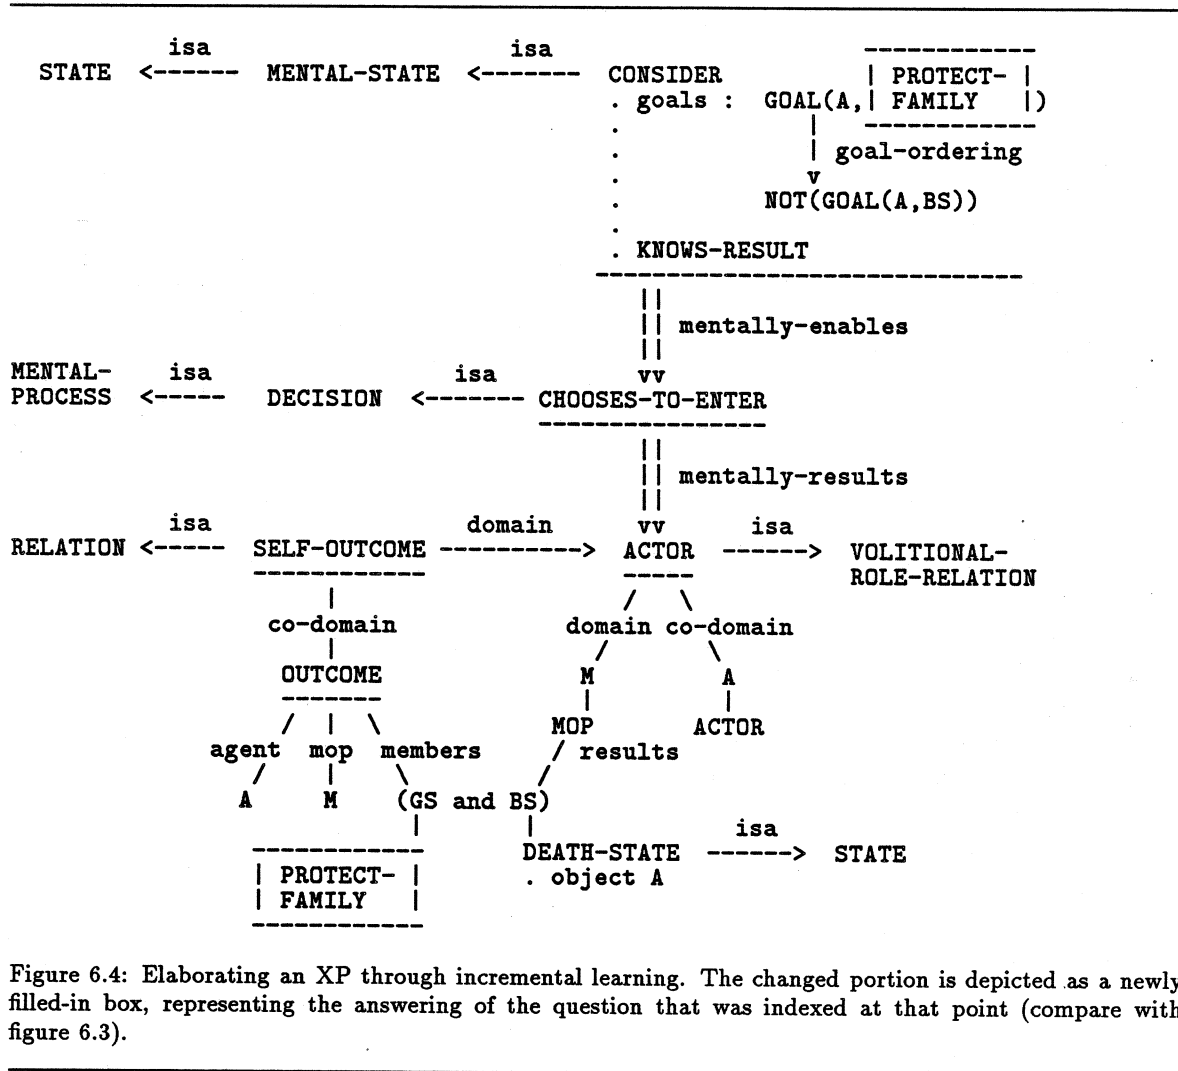 isa isa ------------
STATE <------ MENTAL-STATE <------- CONSIDER | PROTECT- |
. goals : GOAL(A,| FAMILY |)
. | ------------
. | goal-ordering
. v
. NOT(GOAL(A,BS))
.
. KNOWS-RESULT
------------------------------
||
|| mentally-enables
||
MENTAL- isa isa vv
PROCESS <----- DECISION <------- CHOOSES-TO-ENTER
----------------
||
|| mentally-results
||
isa domain vv isa
RELATION <----- SELF-OUTCOME ----------> ACTOR ------> VOLITIONAL-
------------ ----- ROLE-RELATION
| / \
co-domain domain co-domain
| / \
OUTCOME M A
------- | |
/ | \ MOP ACTOR
agent mop members / results
/ | \ /
A M (GS and BS)
| | isa
------------ DEATH-STATE ------> STATE
| PROTECT- | . object A
| FAMILY |
------------
Figure 6.4: Elaborating an XP through incremental learning. The changed portion is depicted as a newly
filled-in box, representing the answering of the question that was indexed at that point (compare with
figure 6.3).